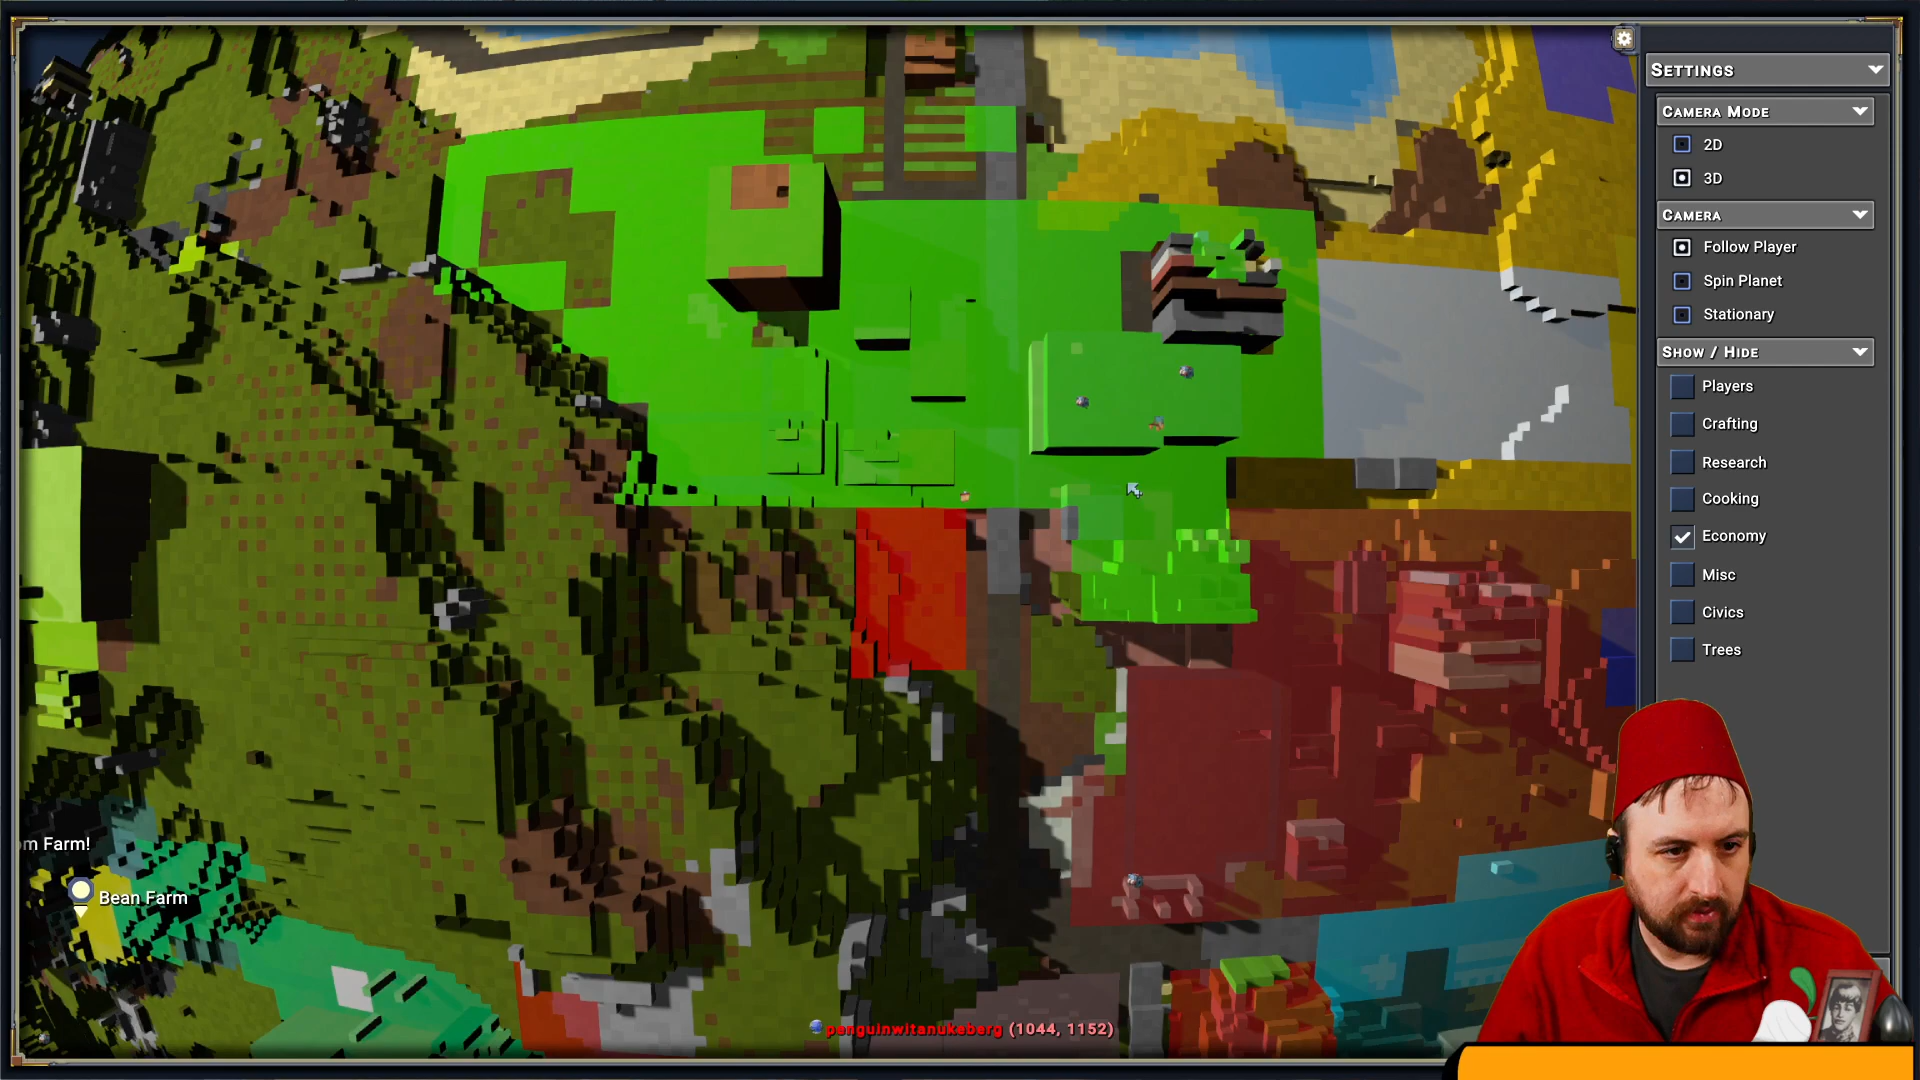 SETTINGS
CAMERA MODE
2D
3D
CAMERA
Follow Player
Spin Planet
Stationary
SHOW / HIDE
Players
Crafting
Research
Cooking
Economy
Misc
Civics
Trees
m Farm!
Bean Farm
penguinwitanukeberg (1044, 1152)